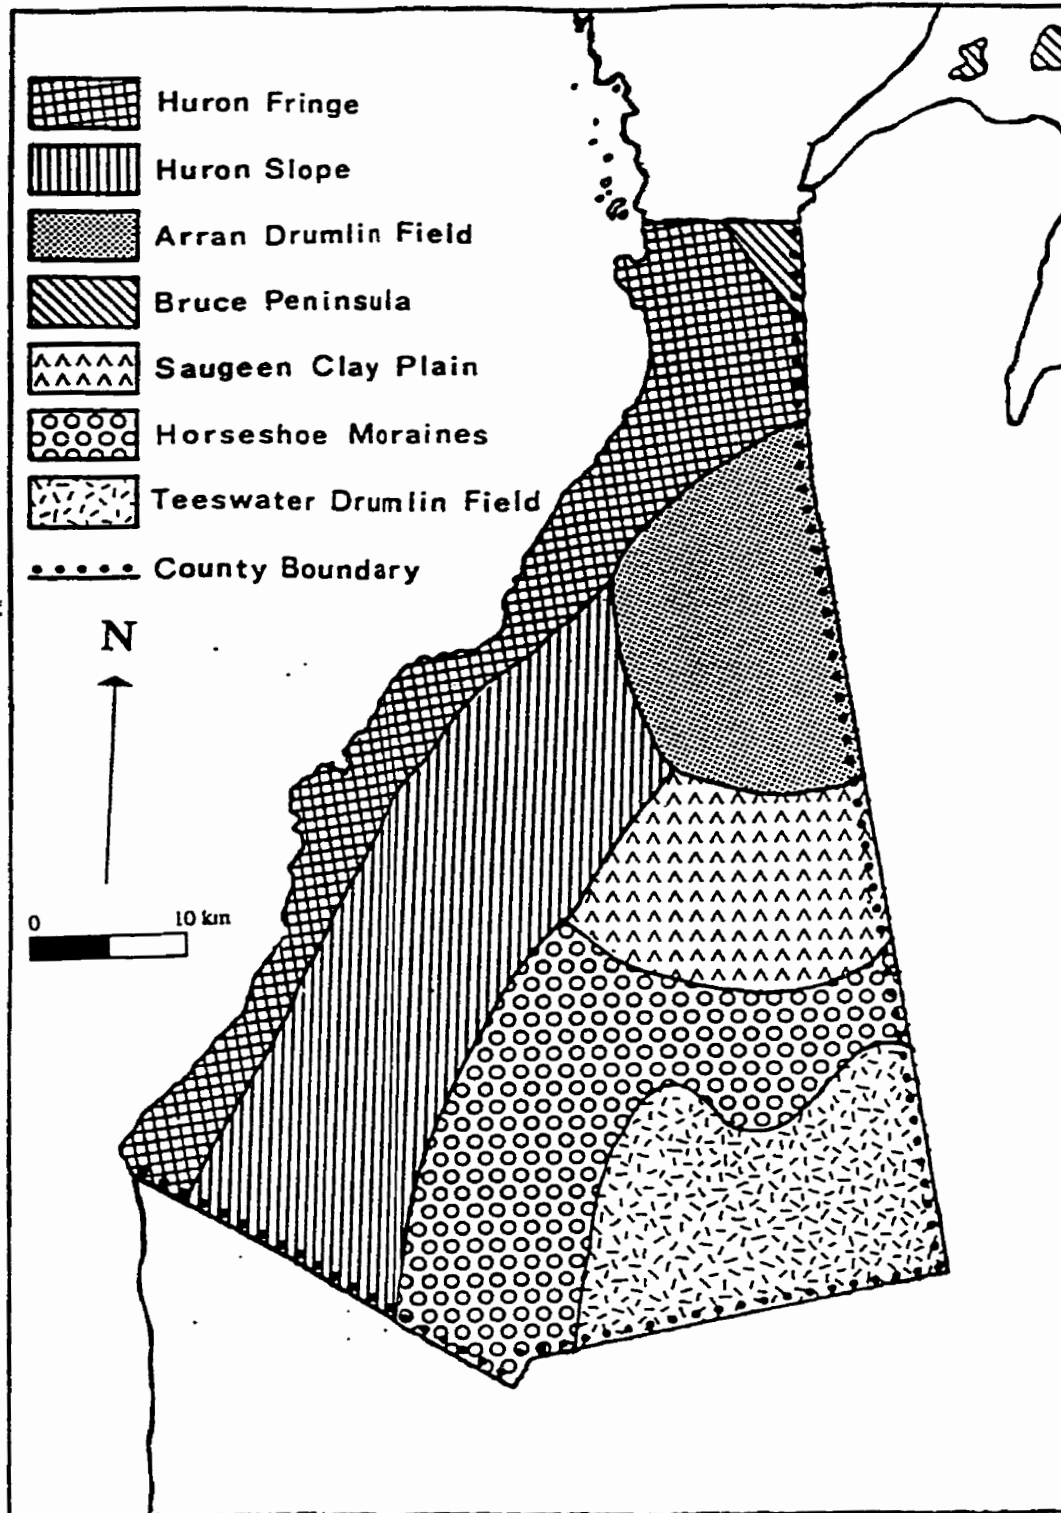 Huron Fringe
Huron Slope
Arran Drumlin Field
Bruce Peninsula
Saugeen Clay Plain
Horseshoe Moraines
Teeswater Drumlin Field
County Boundary
N
0 10 km